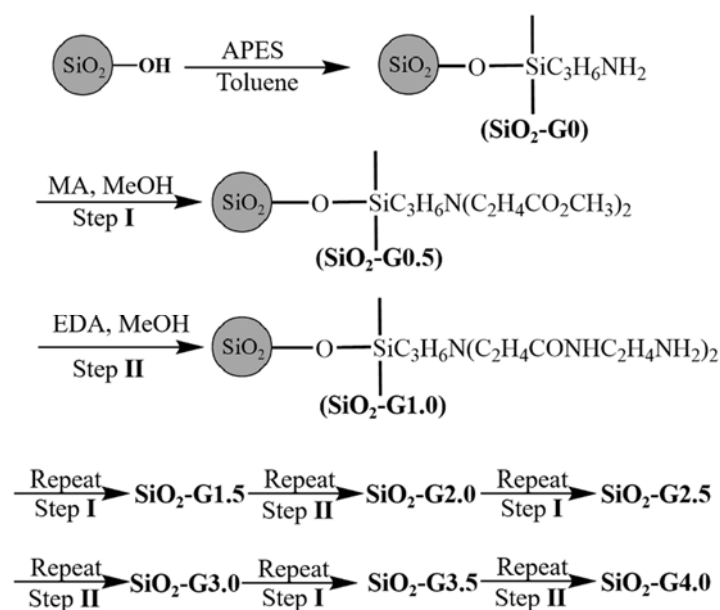 SiO₂ –OH APES Toluene SiO₂ –O–SiC₃H₆NH₂
(SiO₂-G0)
MA, MeOH Step I SiO₂ –O–SiC₃H₆N(C₂H₄CO₂CH₃)₂
(SiO₂-G0.5)
EDA, MeOH Step II SiO₂ –O–SiC₃H₆N(C₂H₄CONHC₂H₄NH₂)₂
(SiO₂-G1.0)
Repeat Step I SiO₂-G1.5 Repeat Step II SiO₂-G2.0 Repeat Step I SiO₂-G2.5
Repeat Step II SiO₂-G3.0 Repeat Step I SiO₂-G3.5 Repeat Step II SiO₂-G4.0